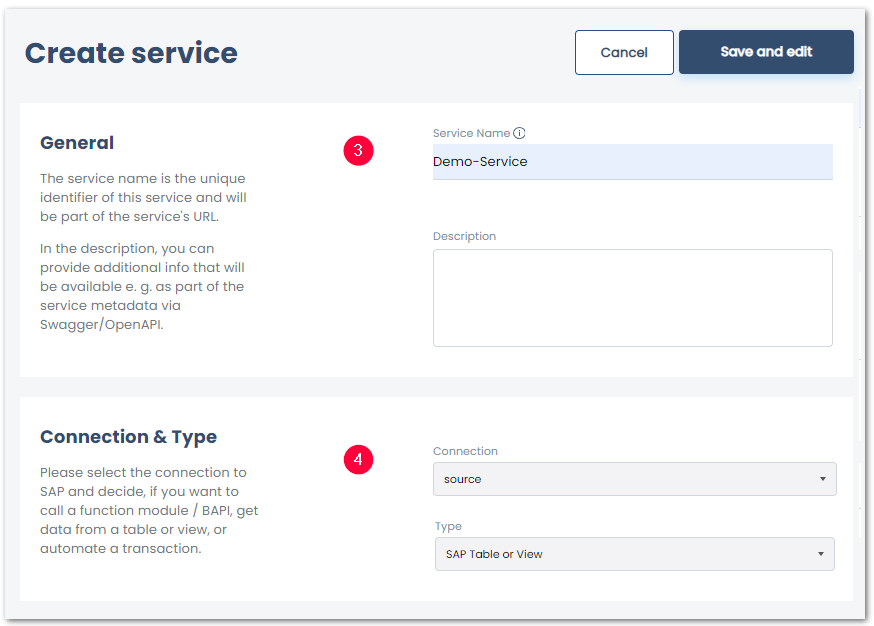 Create service
Cancel
Save and edit
General
The service name is the unique
identifier of this service and will
be part of the service's URL.
In the description, you can
provide additional info that will
be available e. g. as part of the
service metadata via
Swagger/OpenAPI.
3
Service Name
Demo-Service
Description
Connection & Type
Please select the connection to
SAP and decide, if you want to
call a function module / BAPI, get
data from a table or view, or
automate a transaction.
4
Connection
source
Type
SAP Table or View